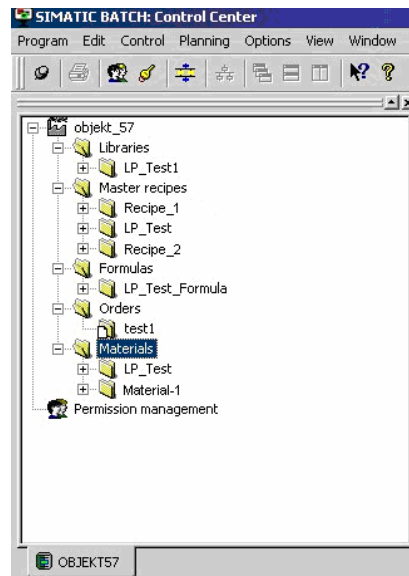 SIMATIC BATCH: Control Center
Program Edit Control Planning Options View Window
objekt_57
Libraries
LP_Test1
Master recipes
Recipe_1
LP_Test
Recipe_2
Formulas
LP_Test_Formula
Orders
test1
Materials
LP_Test
Material-1
Permission management
OBJEKT57